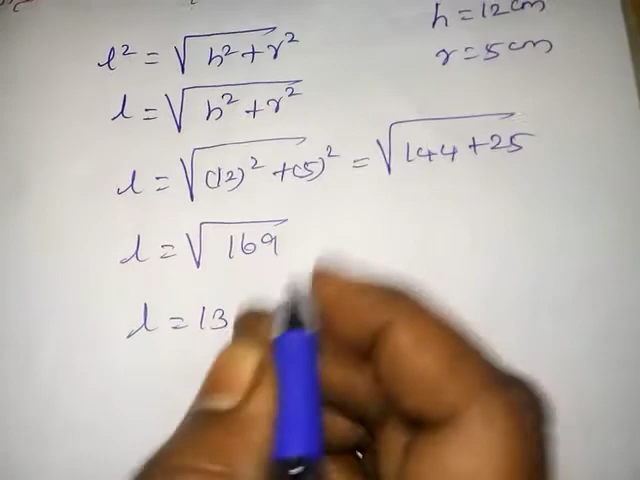 h = 12 cm
r = 5 cm
l² = √h² + r²
l = √h² + r²
l = √(12)² + (5)² = √144 + 25
l = √169
l = 13